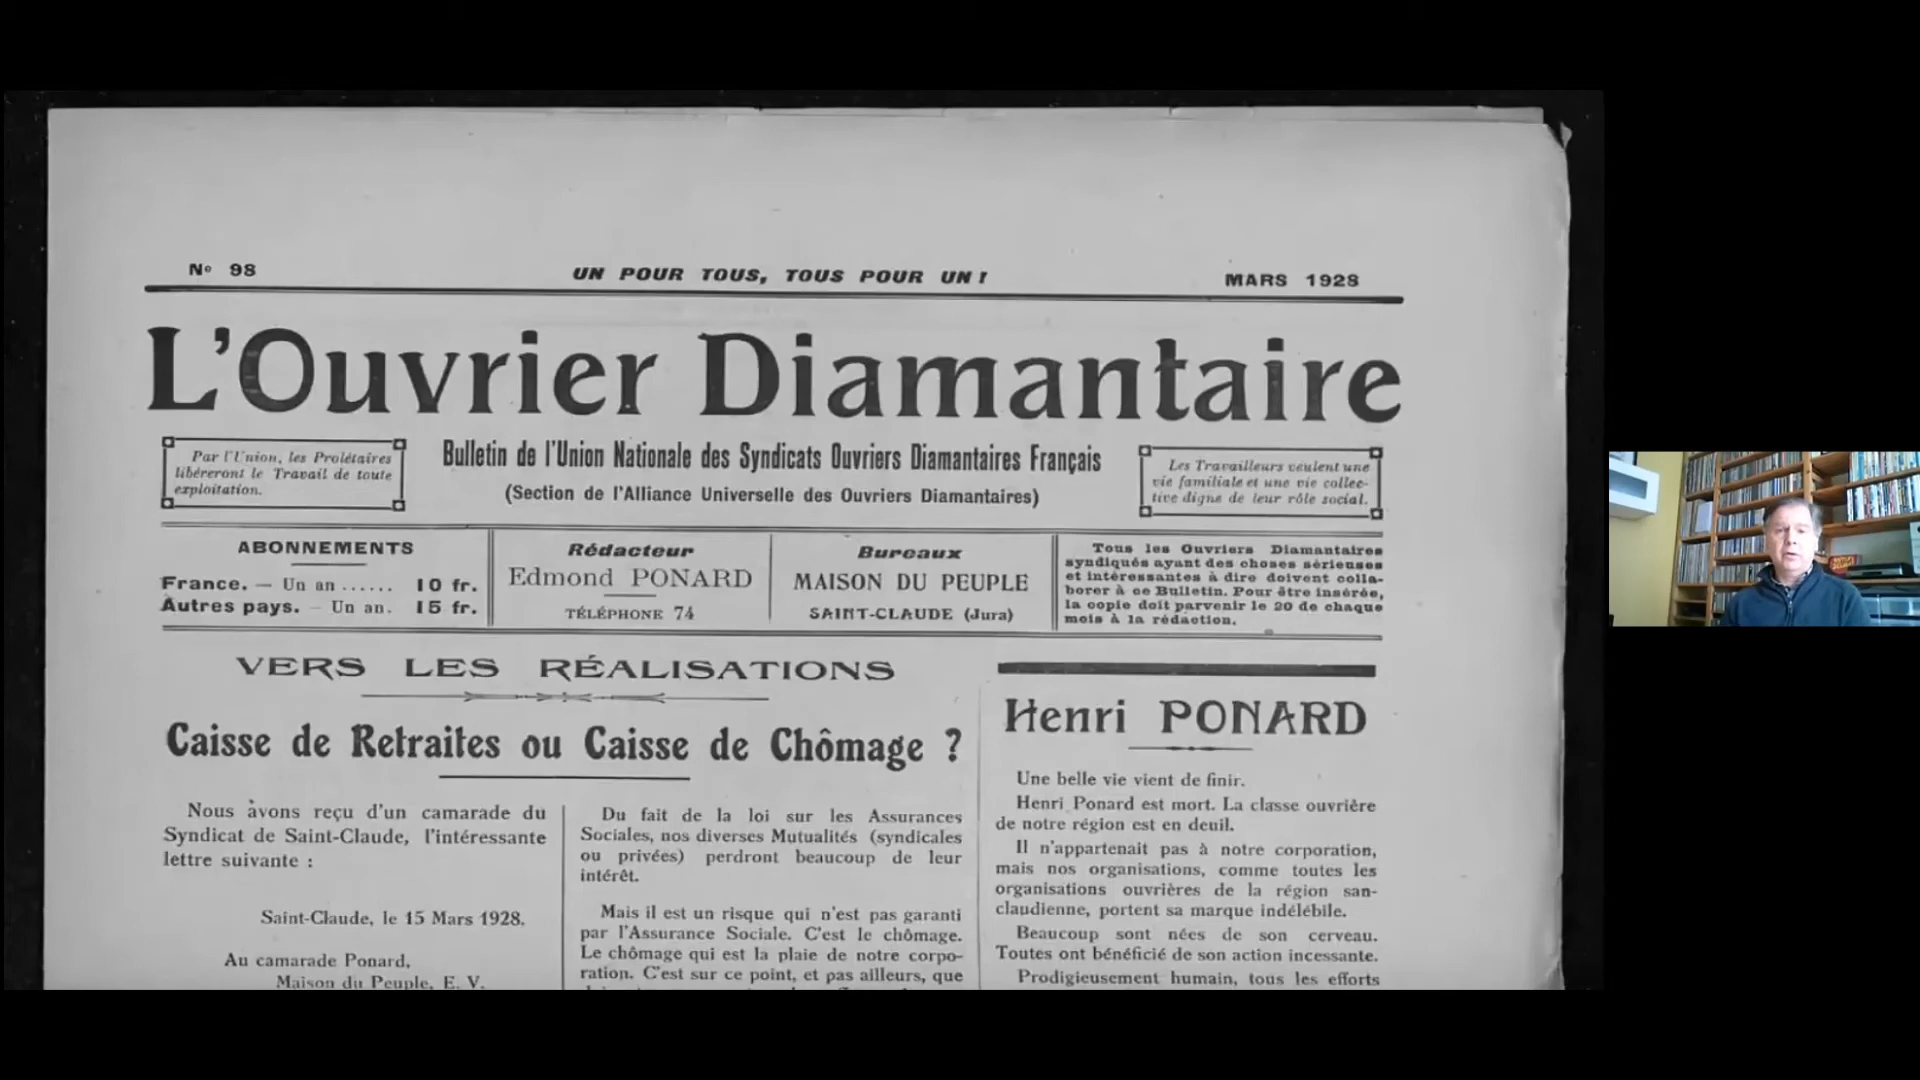 No 98
UN POUR TOUS, TOUS POUR UN !
MARS 1928
L'Ouvrier Diamantaire
Par l'Union, les Prolétaires
libéreront le Travail de toute
exploitation.
Bulletin de l'Union Nationale des Syndicats Ouvriers Diamantaires Français
(Section de l'Alliance Universelle des Ouvriers Diamantaires)
Les Travailleurs veulent une
vie familiale et une vie collec-
tive digne de leur rôle social.
ABONNEMENTS
France. — Un an ...... 10 fr.
Autres pays. — Un an. 15 fr.
Rédacteur
Edmond PONARD
TÉLÉPHONE 74
Bureaux
MAISON DU PEUPLE
SAINT-CLAUDE (Jura)
Tous les Ouvriers Diamantaires
syndiqués ayant des choses sérieuses
et intéressantes à dire doivent colla-
borer à ce Bulletin. Pour être insérée,
la copie doit parvenir le 20 de chaque
mois à la rédaction.
VERS LES RÉALISATIONS
Caisse de Retraites ou Caisse de Chômage ?
Nous avons reçu d'un camarade du
Syndicat de Saint-Claude, l'intéressante
lettre suivante :
Saint-Claude, le 15 Mars 1928.
Au camarade Ponard,
Maison du Peuple, E. V.
Du fait de la loi sur les Assurances
Sociales, nos diverses Mutualités (syndicales
ou privées) perdront beaucoup de leur
intérêt.
Mais il est un risque qui n'est pas garanti
par l'Assurance Sociale. C'est le chômage.
Le chômage qui est la plaie de notre corpo-
ration. C'est sur ce point, et pas ailleurs, que
Henri PONARD
Une belle vie vient de finir.
Henri Ponard est mort. La classe ouvrière
de notre région est en deuil.
Il n'appartenait pas à notre corporation,
mais nos organisations, comme toutes les
organisations ouvrières de la région san-
claudienne, portent sa marque indélébile.
Beaucoup sont nées de son cerveau.
Toutes ont bénéficié de son action incessante.
Prodigieusement humain, tous les efforts